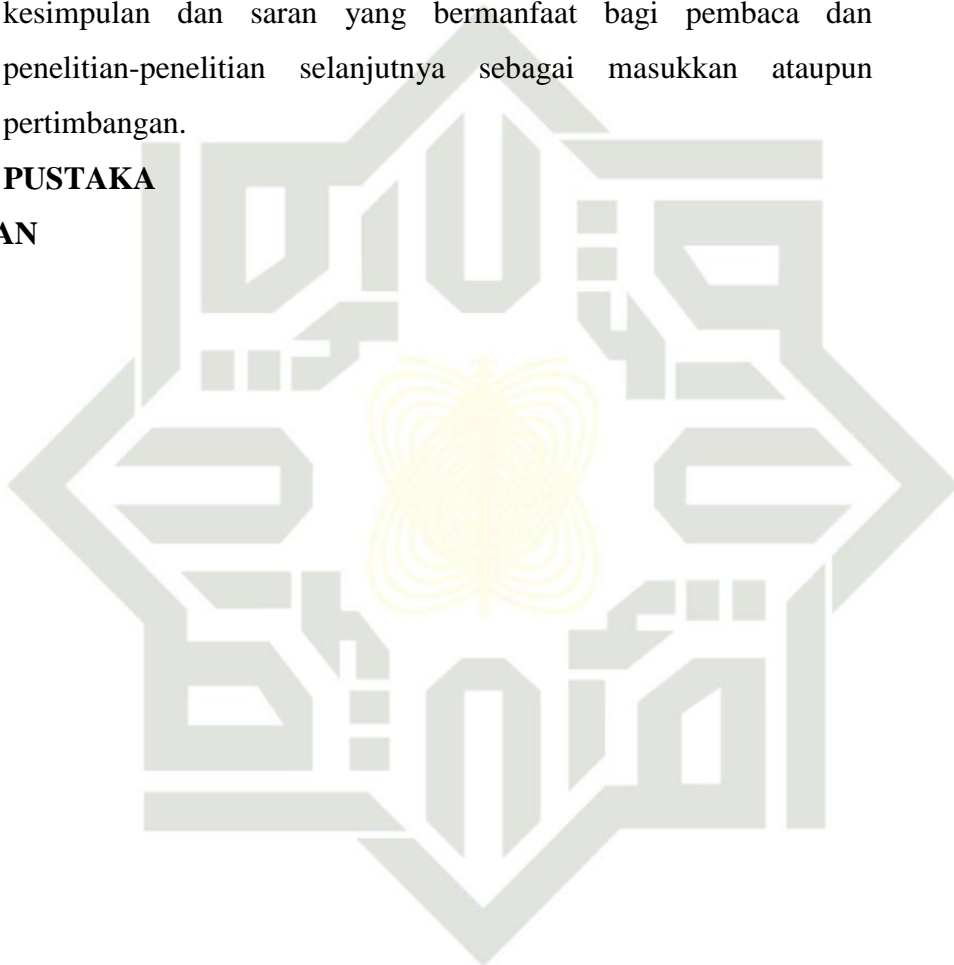 kesimpulan dan saran yang bermanfaat bagi pembaca dan
penelitian-penelitian selanjutnya sebagai masukkan ataupun
pertimbangan.
PUSTAKA
AN